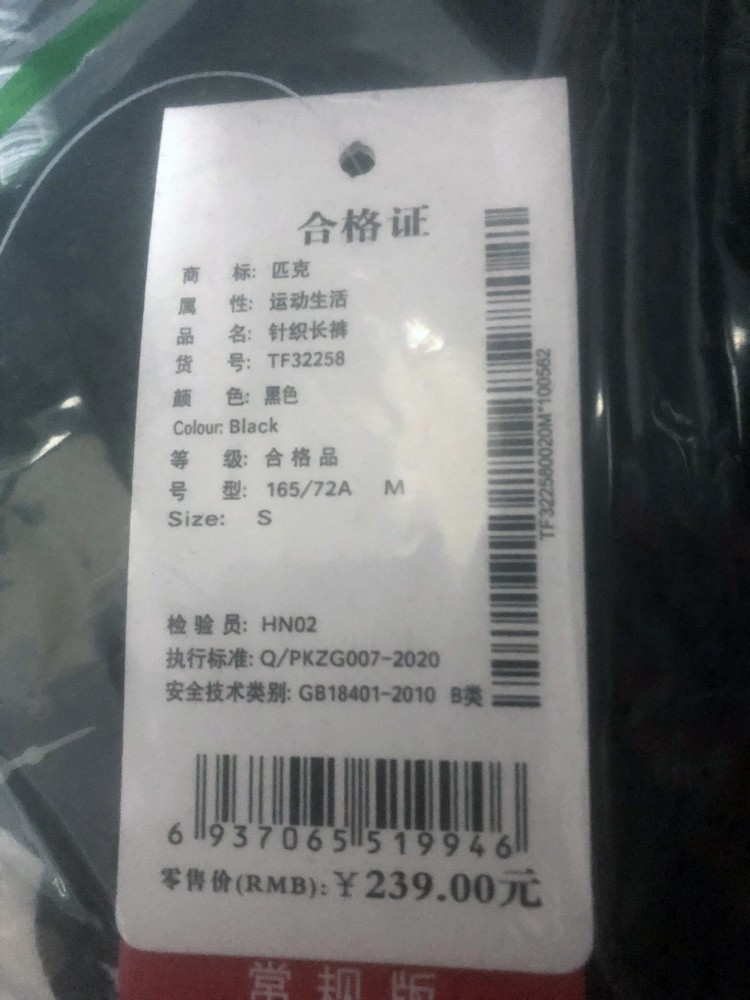 合格证
商 标: 匹克
属 性: 运动生活
品 名: 针织长裤
货 号: TF32258
颜 色: 黑色
Colour: Black
等 级: 合格品
号 型: 165/72A M
Size: S
检验员: HN02
执行标准: Q/PKZG007-2020
安全技术类别: GB18401-2010 B类
TF322580020M*100562
6 937065 519946
零售价(RMB): ¥ 239.00元
常规版